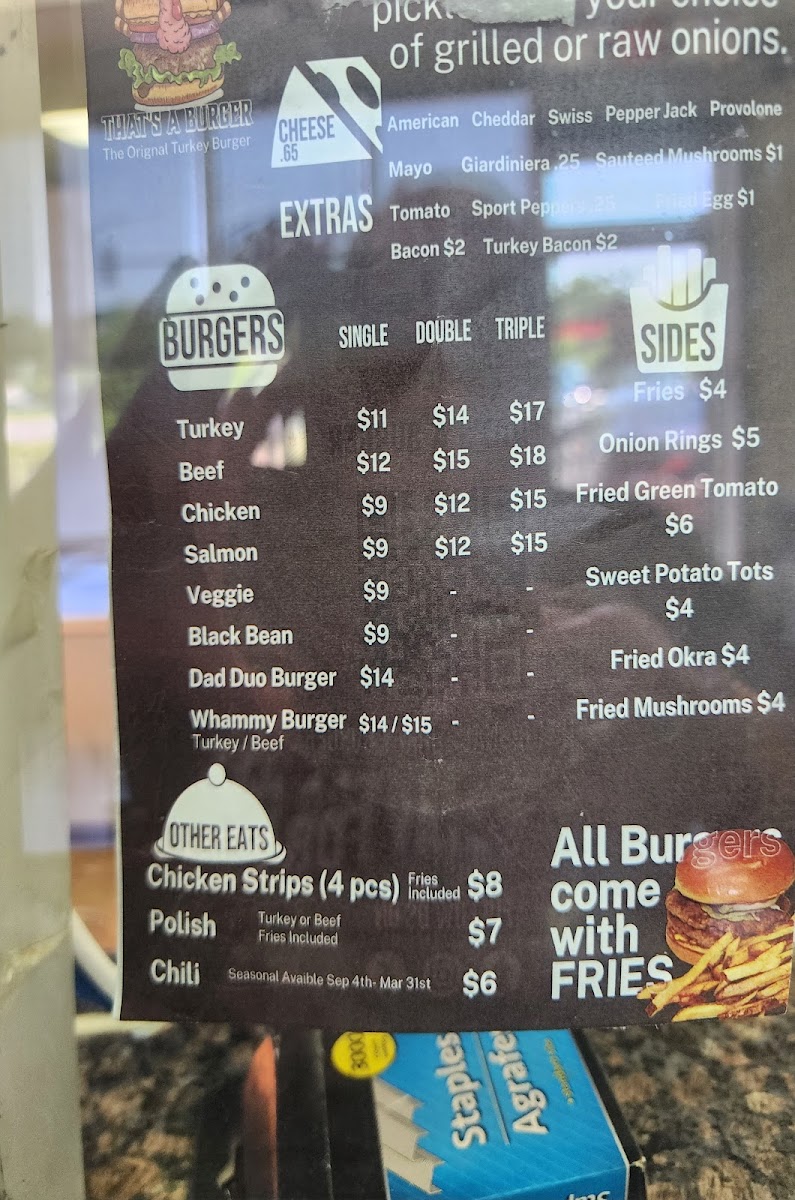 of grilled or raw onions.
THAT'S A BURGER
The Orignal Turkey Burger
CHEESE
.65
American Cheddar Swiss Pepper Jack Provolone
EXTRAS
Mayo Giardiniera .25 Sauteed Mushrooms $1
Tomato Sport Peppers .25 Fried Egg $1
Bacon $2 Turkey Bacon $2
BURGERS
SINGLE DOUBLE TRIPLE
Turkey $11 $14 $17
Beef $12 $15 $18
Chicken $9 $12 $15
Salmon $9 $12 $15
Veggie $9 - -
Black Bean $9 - -
Dad Duo Burger $14 - -
Whammy Burger $14 / $15 - -
Turkey / Beef
SIDES
Fries $4
Onion Rings $5
Fried Green Tomato
$6
Sweet Potato Tots
$4
Fried Okra $4
Fried Mushrooms $4
OTHER EATS
Chicken Strips (4 pcs) Fries Included $8
Polish Turkey or Beef Fries Included $7
Chili Seasonal Avaible Sep 4th- Mar 31st $6
All Burgers
come
with
FRIES
3000
Staples
Agrafe